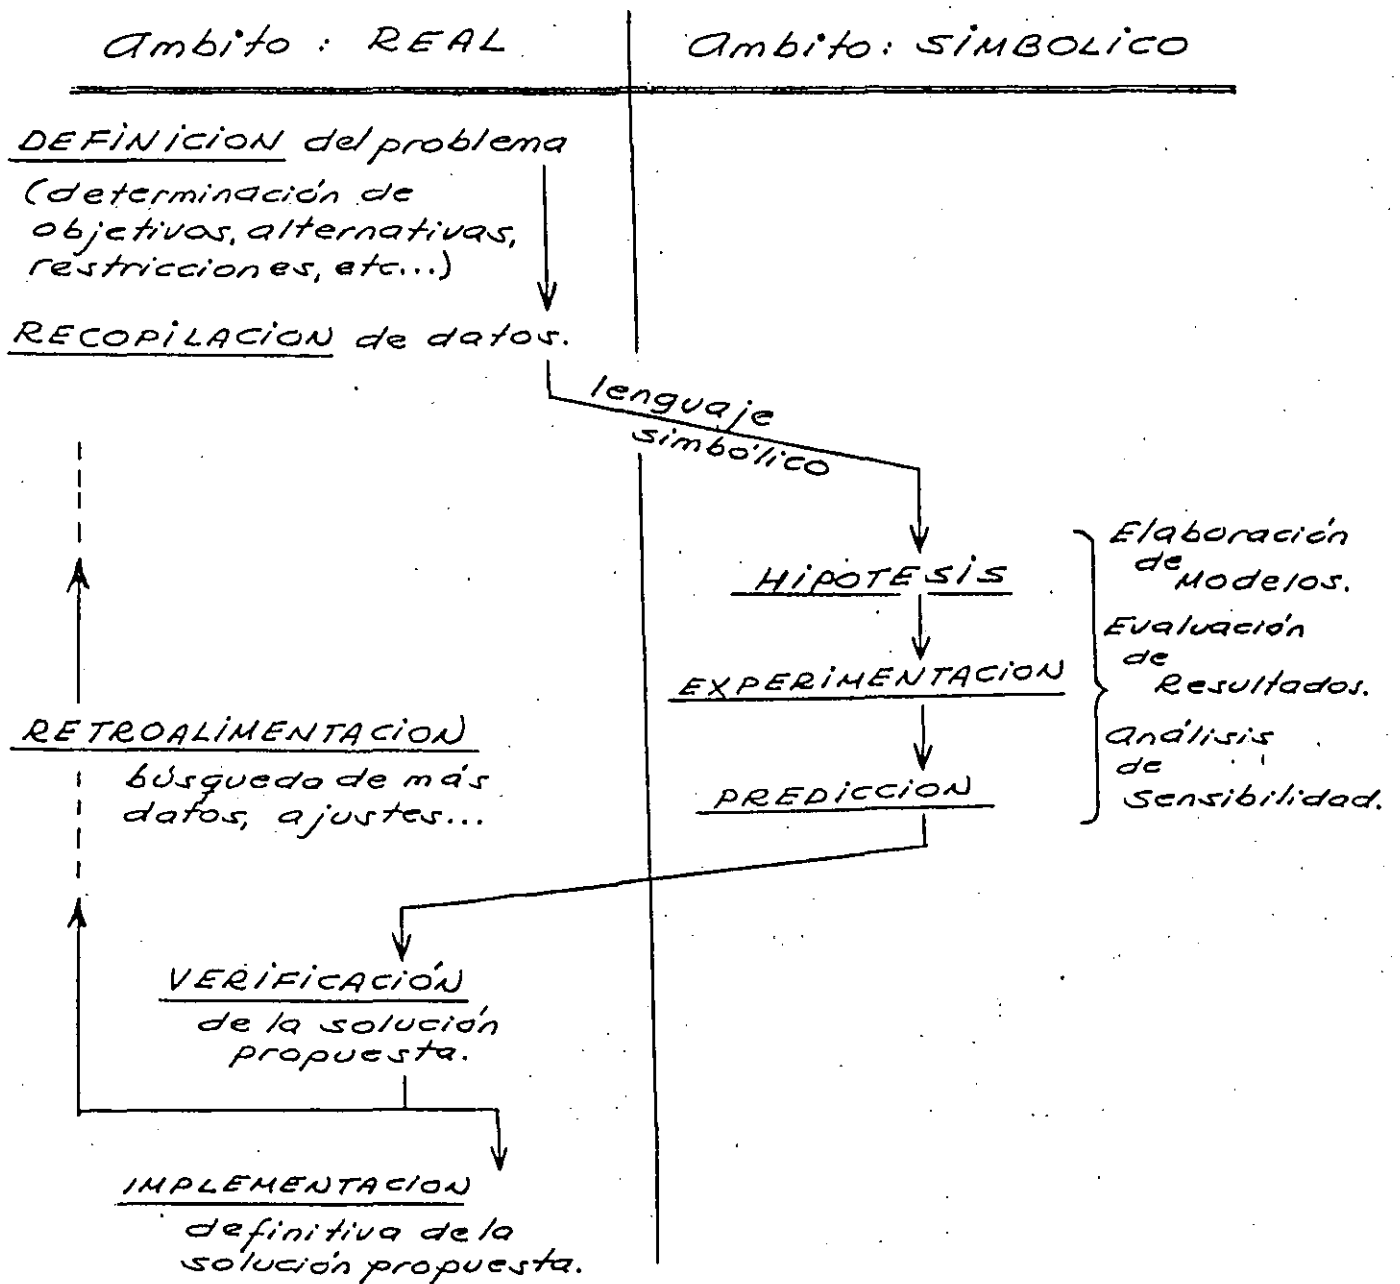 Ambito: REAL
Ambito: SIMBOLICO
DEFINICION del problema
(determinación de
objetivos, alternativas,
restricciones, etc...)
RECOPILACION de datos.
lenguaje
simbólico
HIPOTESIS
EXPERIMENTACION
PREDICCION
Elaboración
de
Modelos.
Evaluación
de
Resultados.
Análisis
de
Sensibilidad.
RETROALIMENTACION
búsqueda de más
datos, ajustes...
VERIFICACIÓN
de la solución
propuesta.
IMPLEMENTACION
definitiva de la
solución propuesta.